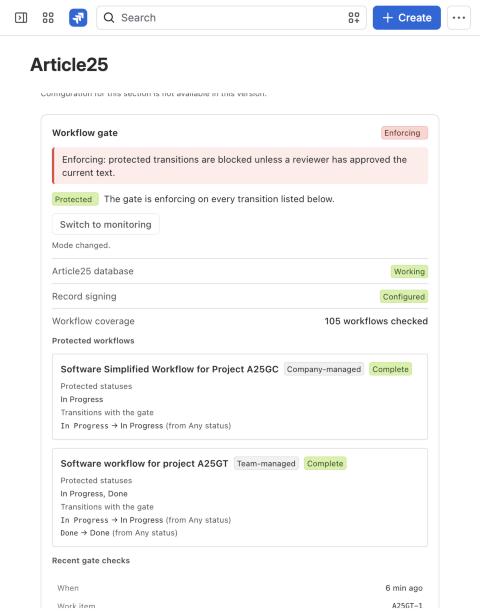 Search
Create
Article25
Configuration for this section is not available in this version.
Workflow gate
Enforcing
Enforcing: protected transitions are blocked unless a reviewer has approved the
current text.
Protected
The gate is enforcing on every transition listed below.
Switch to monitoring
Mode changed.
Article25 database
Working
Record signing
Configured
Workflow coverage
105 workflows checked
Protected workflows
Software Simplified Workflow for Project A25GC Company-managed Complete
Protected statuses
In Progress
Transitions with the gate
In Progress → In Progress (from Any status)
Software workflow for project A25GT Team-managed Complete
Protected statuses
In Progress, Done
Transitions with the gate
In Progress → In Progress (from Any status)
Done → Done (from Any status)
Recent gate checks
When
6 min ago
Work item
A25GT-1